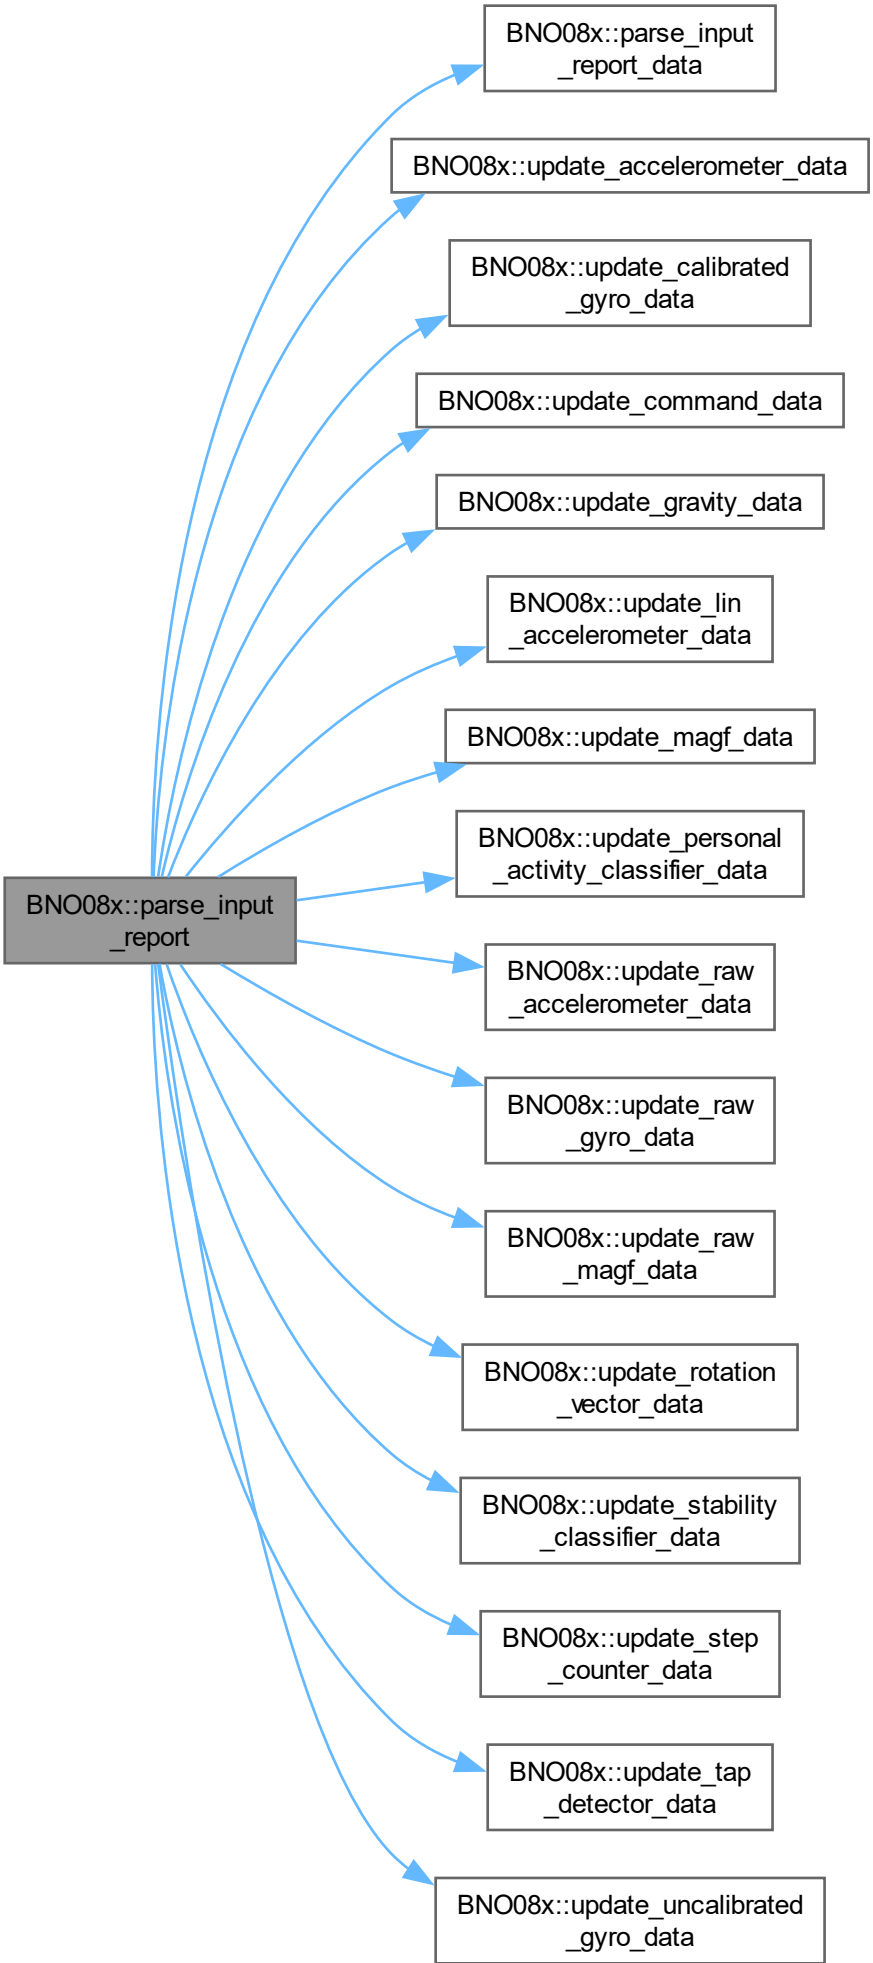 BNO08x::parse_input
_report_data
BNO08x::update_accelerometer_data
BNO08x::update_calibrated
_gyro_data
BNO08x::update_command_data
BNO08x::update_gravity_data
BNO08x::update_lin
_accelerometer_data
BNO08x::update_magf_data
BNO08x::update_personal
_activity_classifier_data
BNO08x::parse_input
_report
BNO08x::update_raw
_accelerometer_data
BNO08x::update_raw
_gyro_data
BNO08x::update_raw
_magf_data
BNO08x::update_rotation
_vector_data
BNO08x::update_stability
_classifier_data
BNO08x::update_step
_counter_data
BNO08x::update_tap
_detector_data
BNO08x::update_uncalibrated
_gyro_data